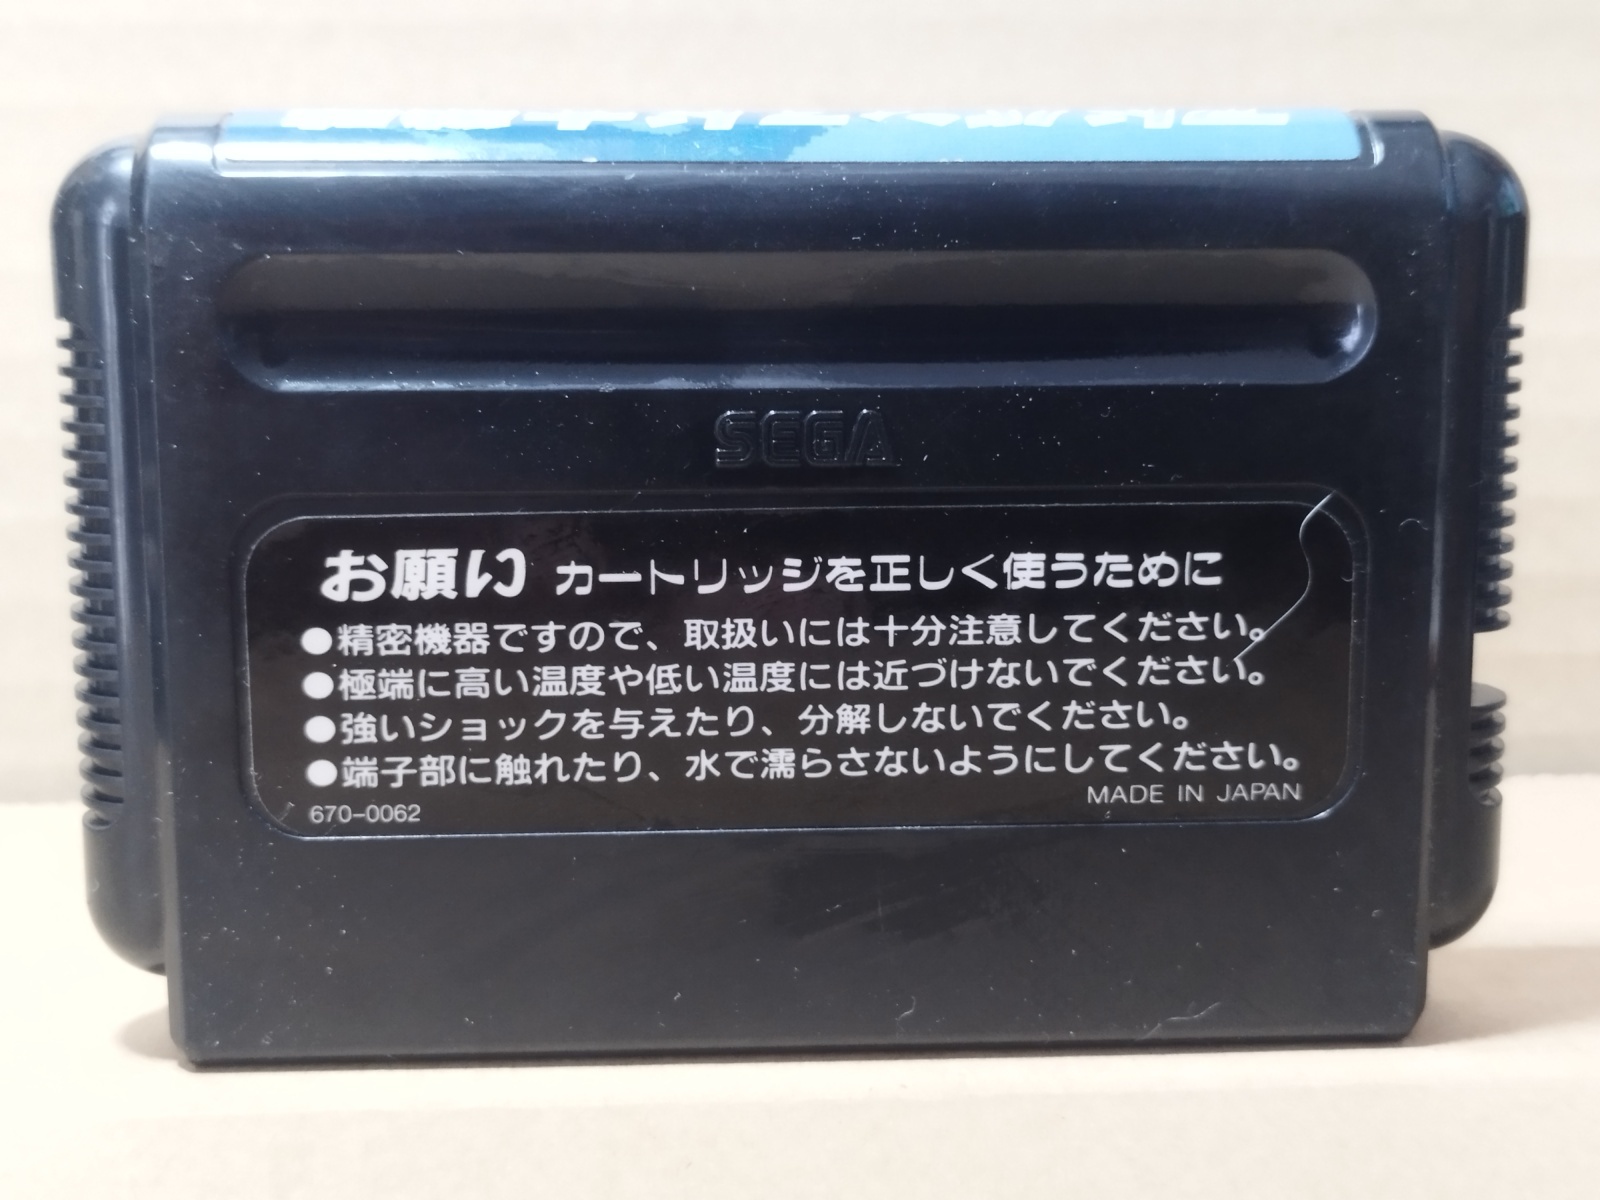 SEGA
お願い カートリッジを正しく使うために
●精密機器ですので、取扱いには十分注意してください。
●極端に高い温度や低い温度には近づけないでください。
●強いショックを与えたり、分解しないでください。
●端子部に触れたり、水で濡らさないようにしてください。
MADE IN JAPAN
670-0062